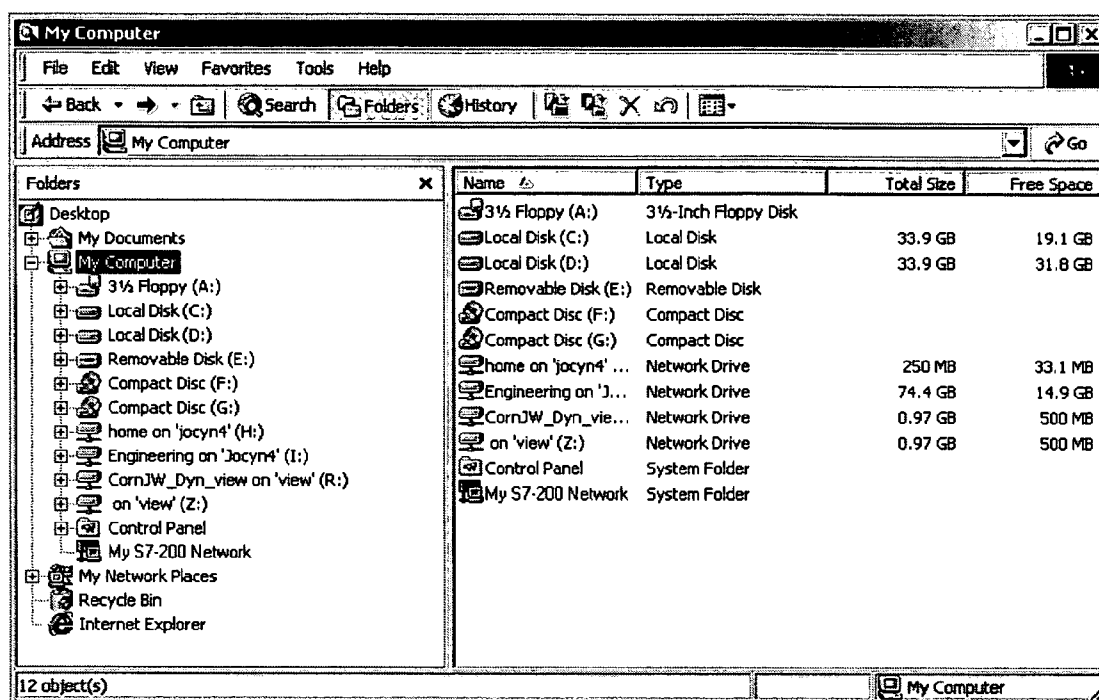 My Computer
File Edit View Favorites Tools Help
Back Search Folders History
Address My Computer Go
Folders
Desktop
My Documents
My Computer
3½ Floppy (A:)
Local Disk (C:)
Local Disk (D:)
Removable Disk (E:)
Compact Disc (F:)
Compact Disc (G:)
home on 'jocyn4' (H:)
Engineering on 'Jocyn4' (I:)
CornJW_Dyn_view on 'view' (R:)
on 'view' (Z:)
Control Panel
My S7-200 Network
My Network Places
Recycle Bin
Internet Explorer
Name Type Total Size Free Space
3½ Floppy (A:) 3½-Inch Floppy Disk
Local Disk (C:) Local Disk 33.9 GB 19.1 GB
Local Disk (D:) Local Disk 33.9 GB 31.8 GB
Removable Disk (E:) Removable Disk
Compact Disc (F:) Compact Disc
Compact Disc (G:) Compact Disc
home on 'jocyn4' ... Network Drive 250 MB 33.1 MB
Engineering on 'J... Network Drive 74.4 GB 14.9 GB
CornJW_Dyn_vie... Network Drive 0.97 GB 500 MB
on 'view' (Z:) Network Drive 0.97 GB 500 MB
Control Panel System Folder
My S7-200 Network System Folder
12 object(s) My Computer